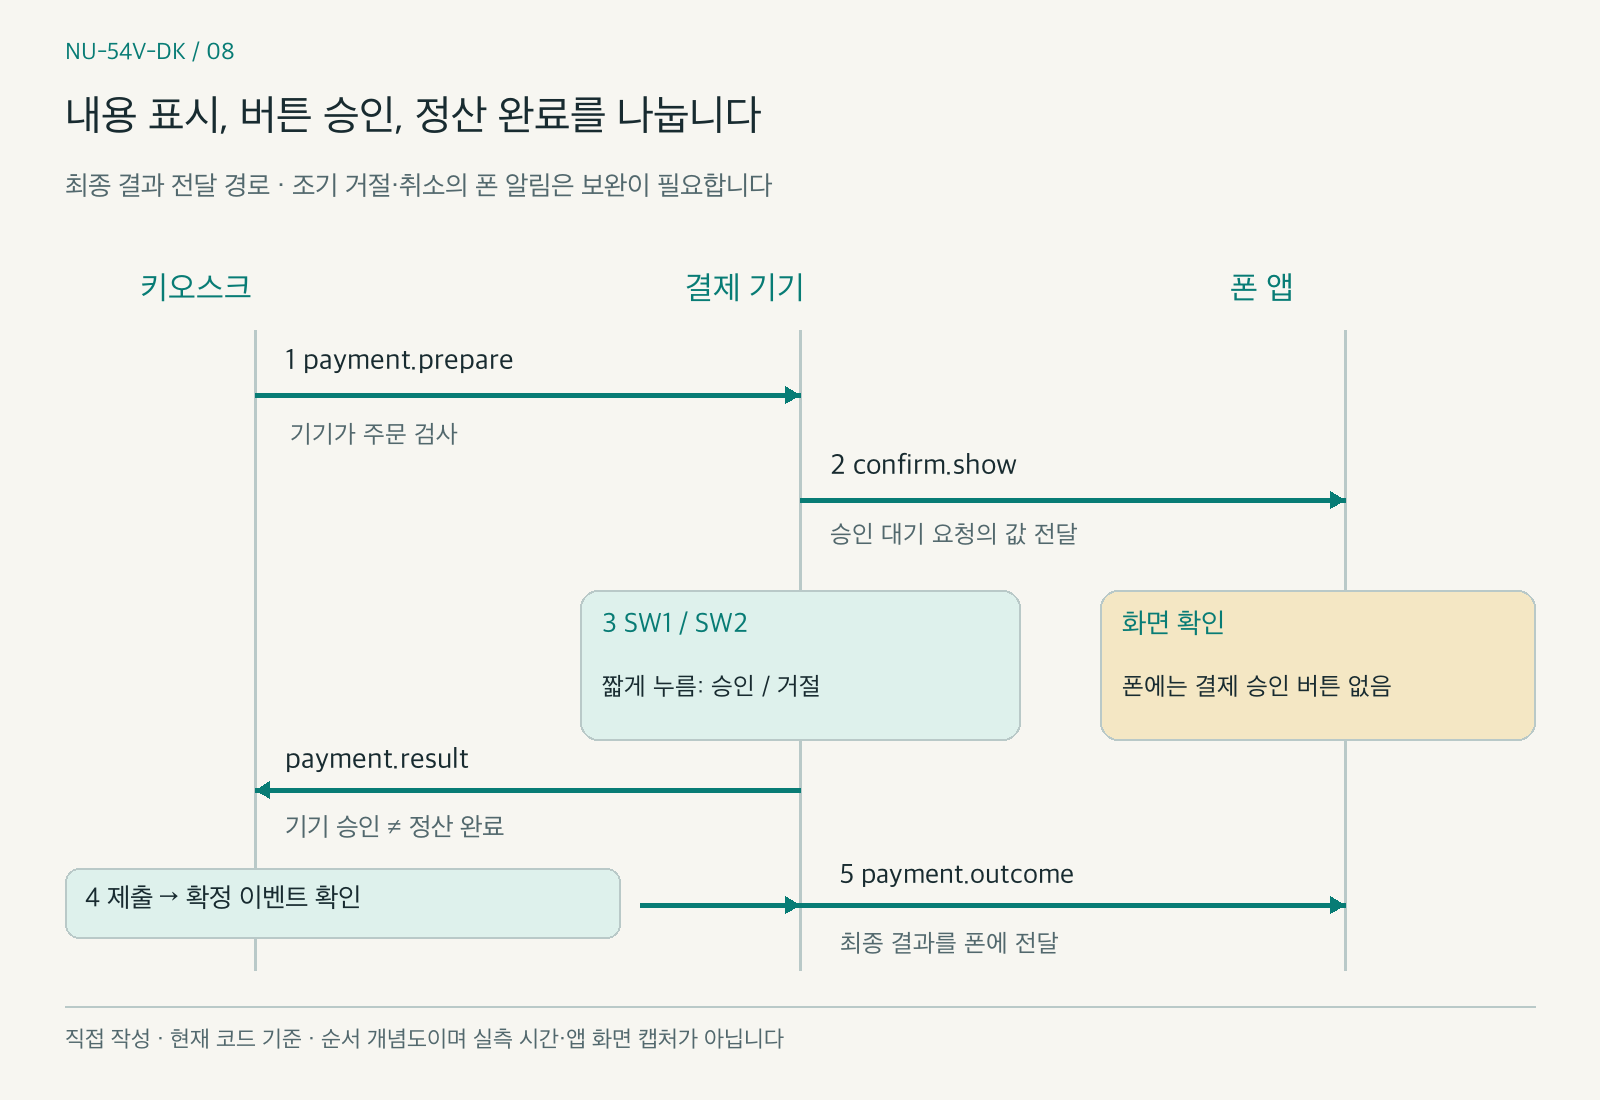 NU-54V-DK / 08
내용 표시, 버튼 승인, 정산 완료를 나눕니다
최종 결과 전달 경로 · 조기 거절·취소의 폰 알림은 보완이 필요합니다
키오스크
결제 기기
폰 앱
1 payment.prepare
기기가 주문 검사
2 confirm.show
승인 대기 요청의 값 전달
3 SW1 / SW2
짧게 누름: 승인 / 거절
화면 확인
폰에는 결제 승인 버튼 없음
payment.result
기기 승인 ≠ 정산 완료
4 제출 → 확정 이벤트 확인
5 payment.outcome
최종 결과를 폰에 전달
직접 작성 · 현재 코드 기준 · 순서 개념도이며 실측 시간·앱 화면 캡처가 아닙니다